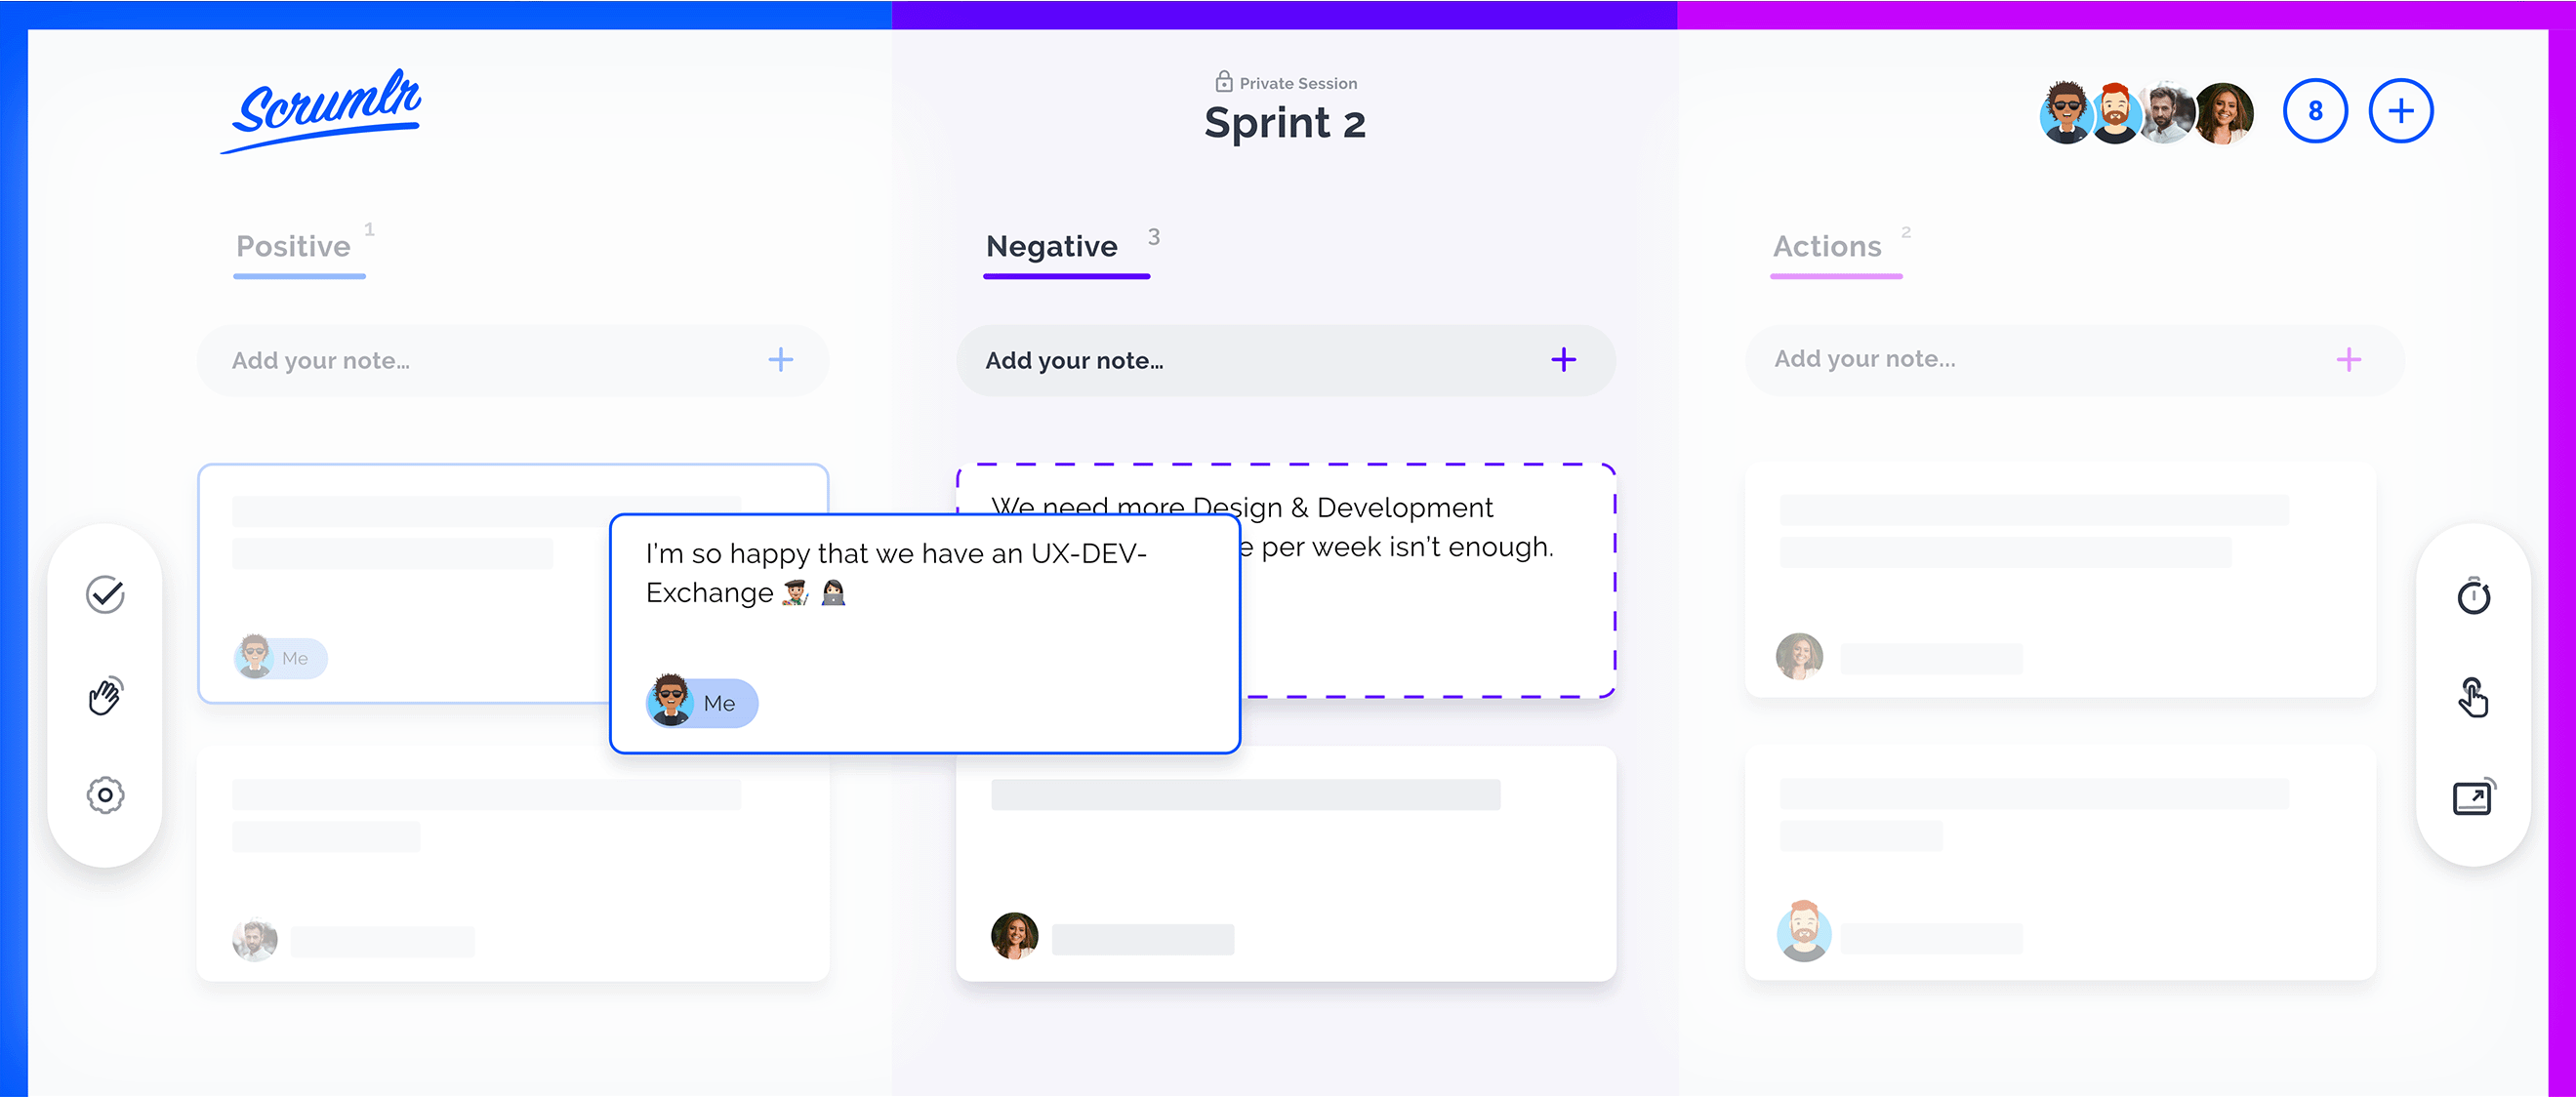 Scrumlr
Private Session
Sprint 2
8
Positive 1
Negative 3
Actions 2
Add your note...
Add your note...
Add your note...
We need more Design & Development
e per week isn't enough.
I'm so happy that we have an UX-DEV-
Exchange
Me
Me